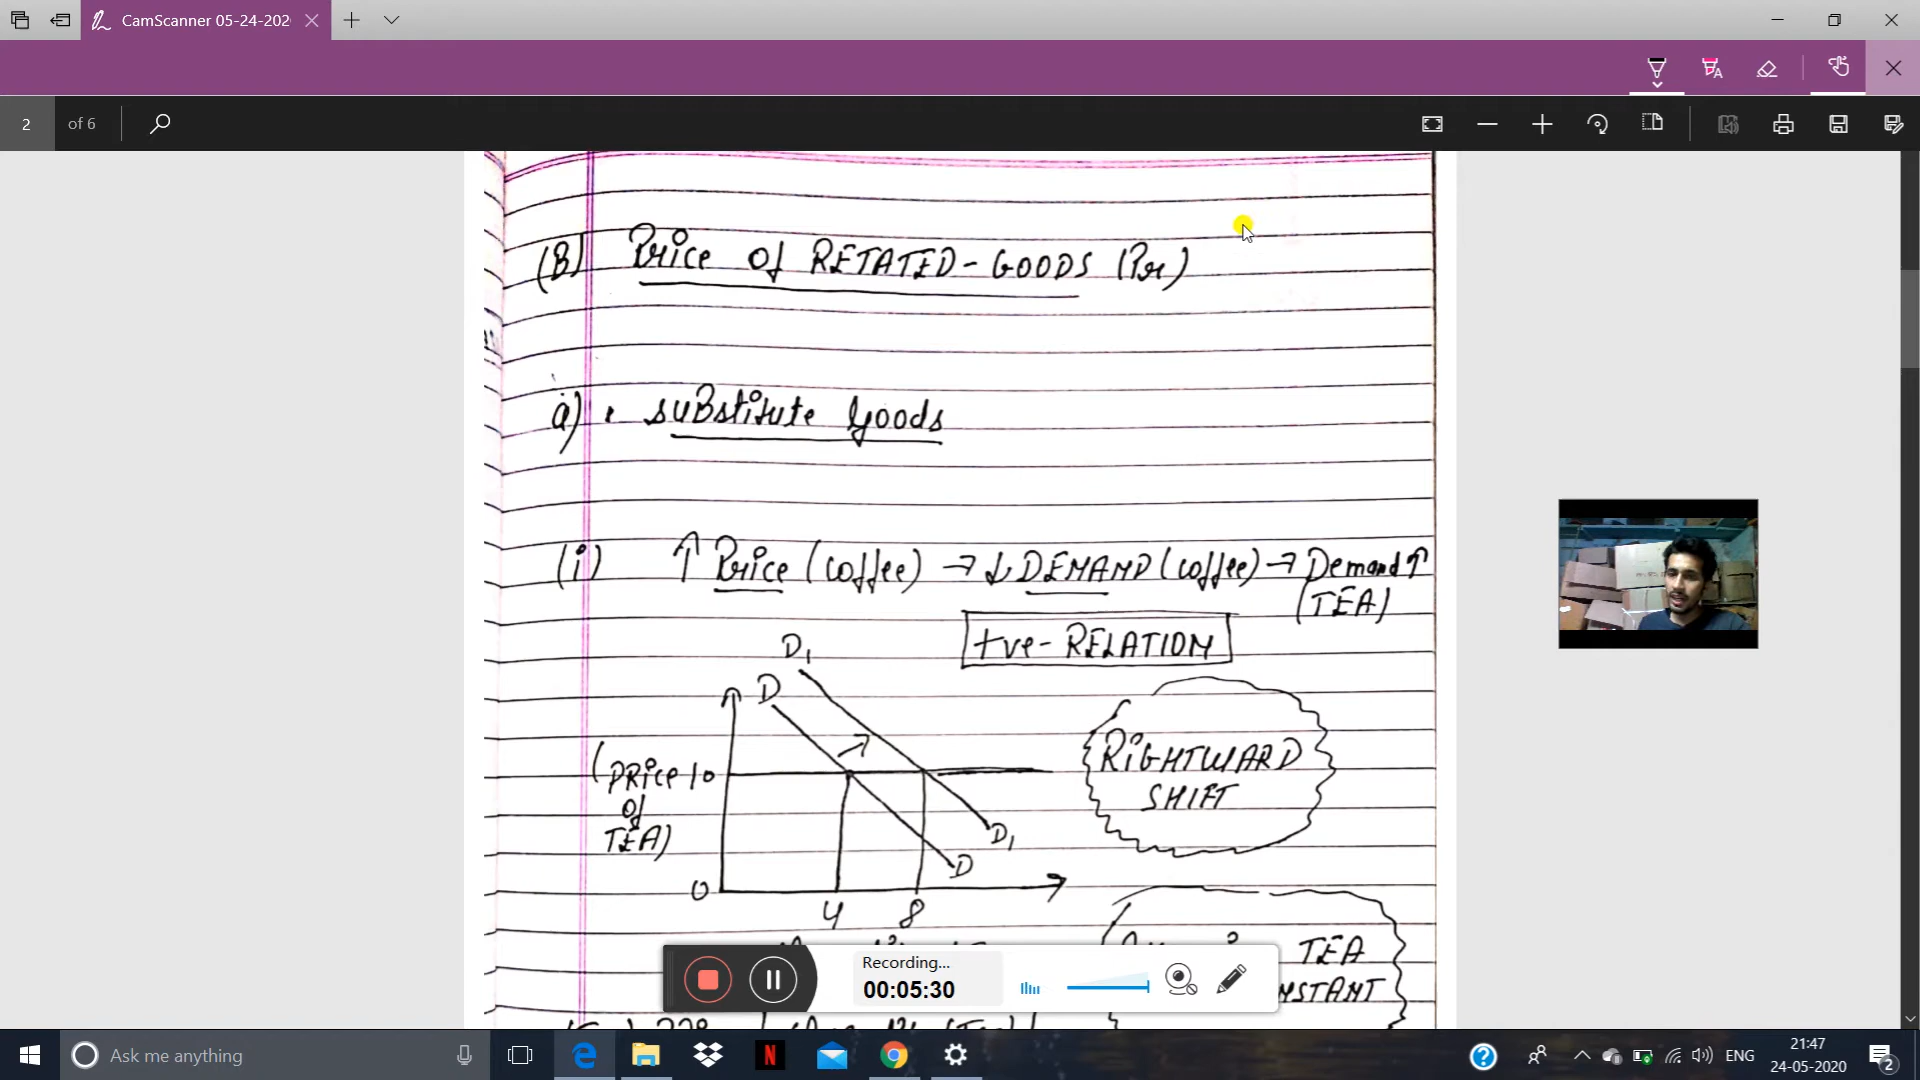 CamScanner 05-24-202
2 of 6
(B) Price of RETATED-GOODS (Pr)
a) . SuBstitute Goods
(i) ↑ Price (coffee) → ↓ DEMAND (coffee) → Demand ↑
(TEA)
+ve- RELATION
D1
D
RIGHTWARD
SHIFT
(PRICE 10
of
TEA)
D1
D
0
4 8
TEA
Recording...
00:05:30
Ask me anything
N
ENG
21:47
24-05-2020
2